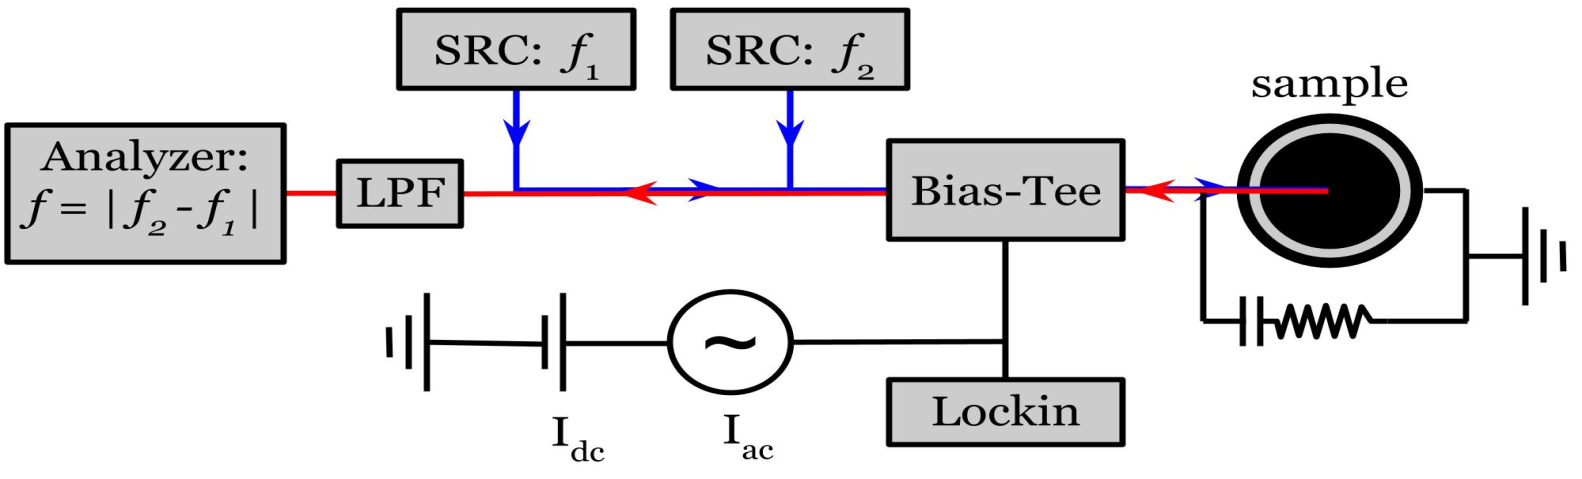 SRC: f1
SRC: f2
sample
Analyzer:
f = |f2 - f1|
LPF
Bias-Tee
~
Idc
Iac
Lockin